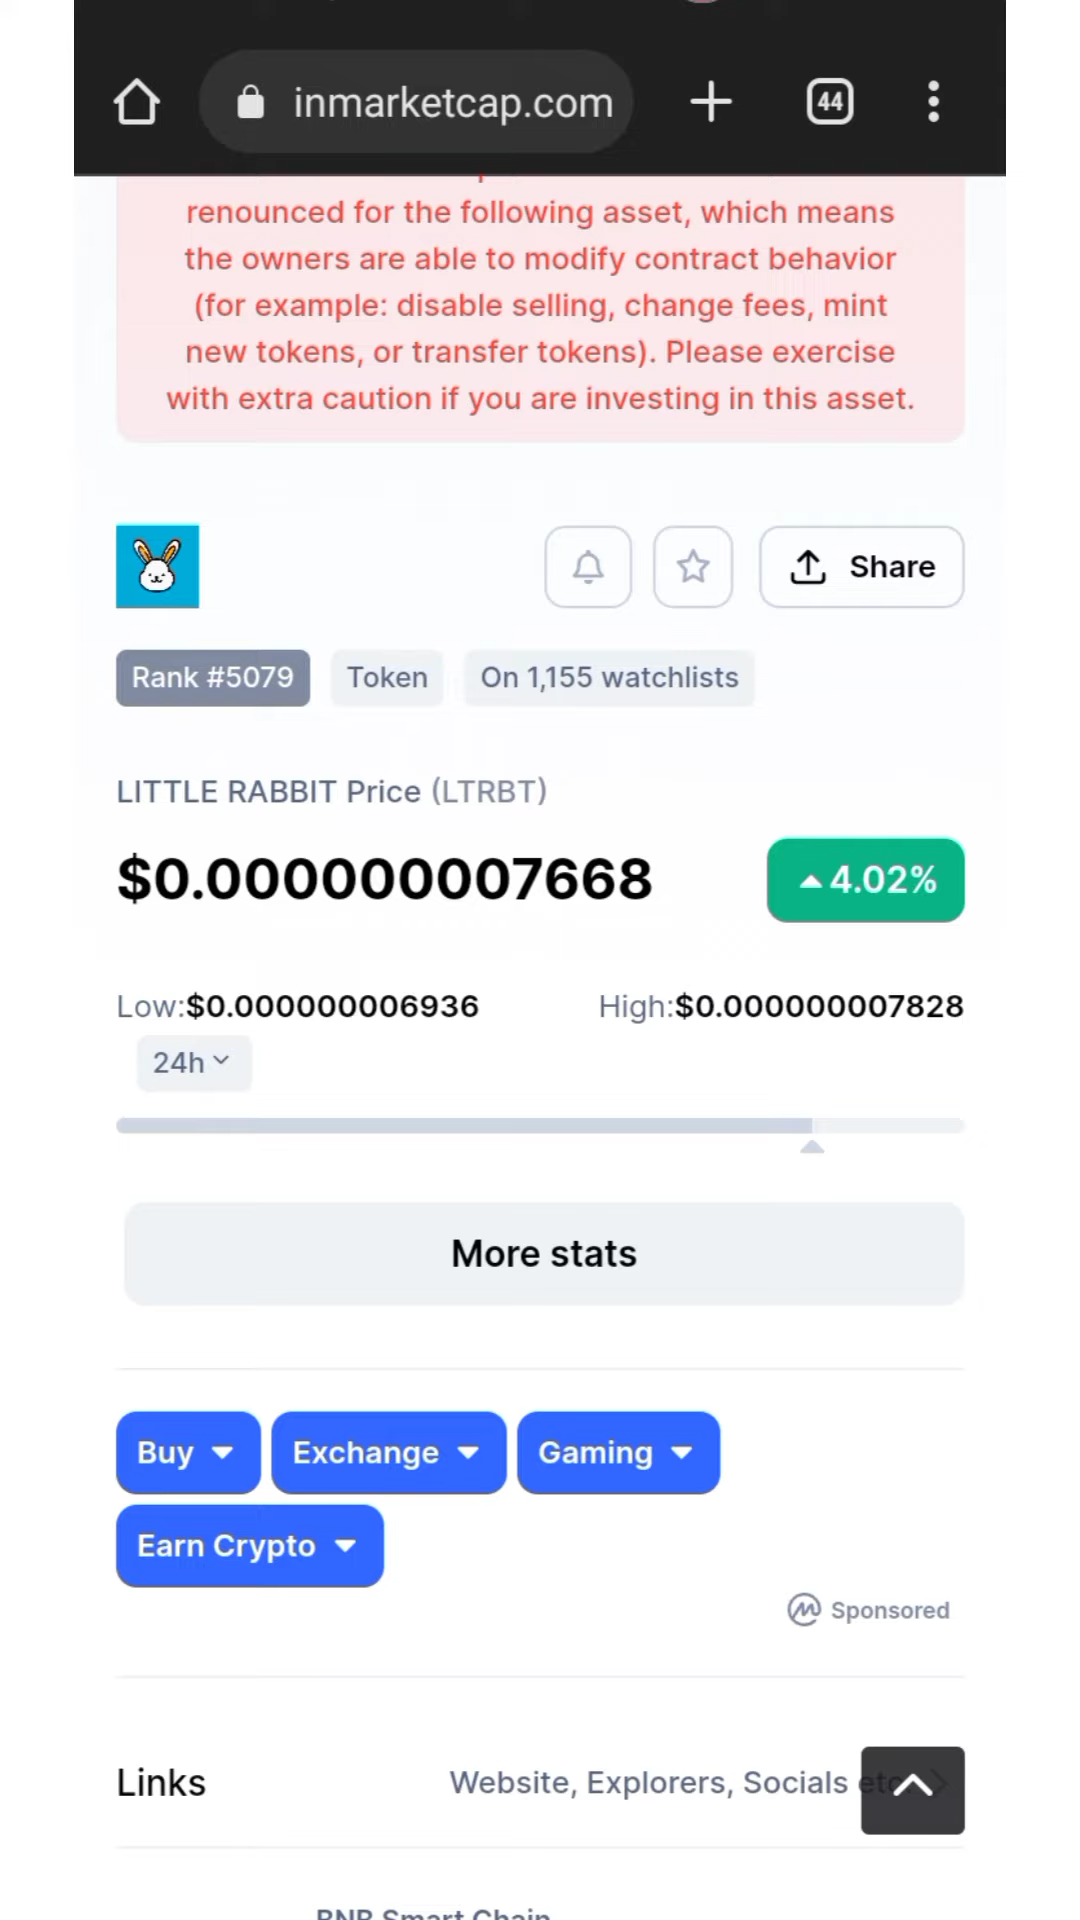 inmarketcap.com
44
renounced for the following asset, which means
the owners are able to modify contract behavior
(for example: disable selling, change fees, mint
new tokens, or transfer tokens). Please exercise
with extra caution if you are investing in this asset.
Share
Rank #5079
Token
On 1,155 watchlists
LITTLE RABBIT Price (LTRBT)
$0.000000007668
4.02%
Low:$0.000000006936
High:$0.000000007828
24h
More stats
Buy
Exchange
Gaming
Earn Crypto
Sponsored
Links
Website, Explorers, Socials etc
BNB Smart Chain